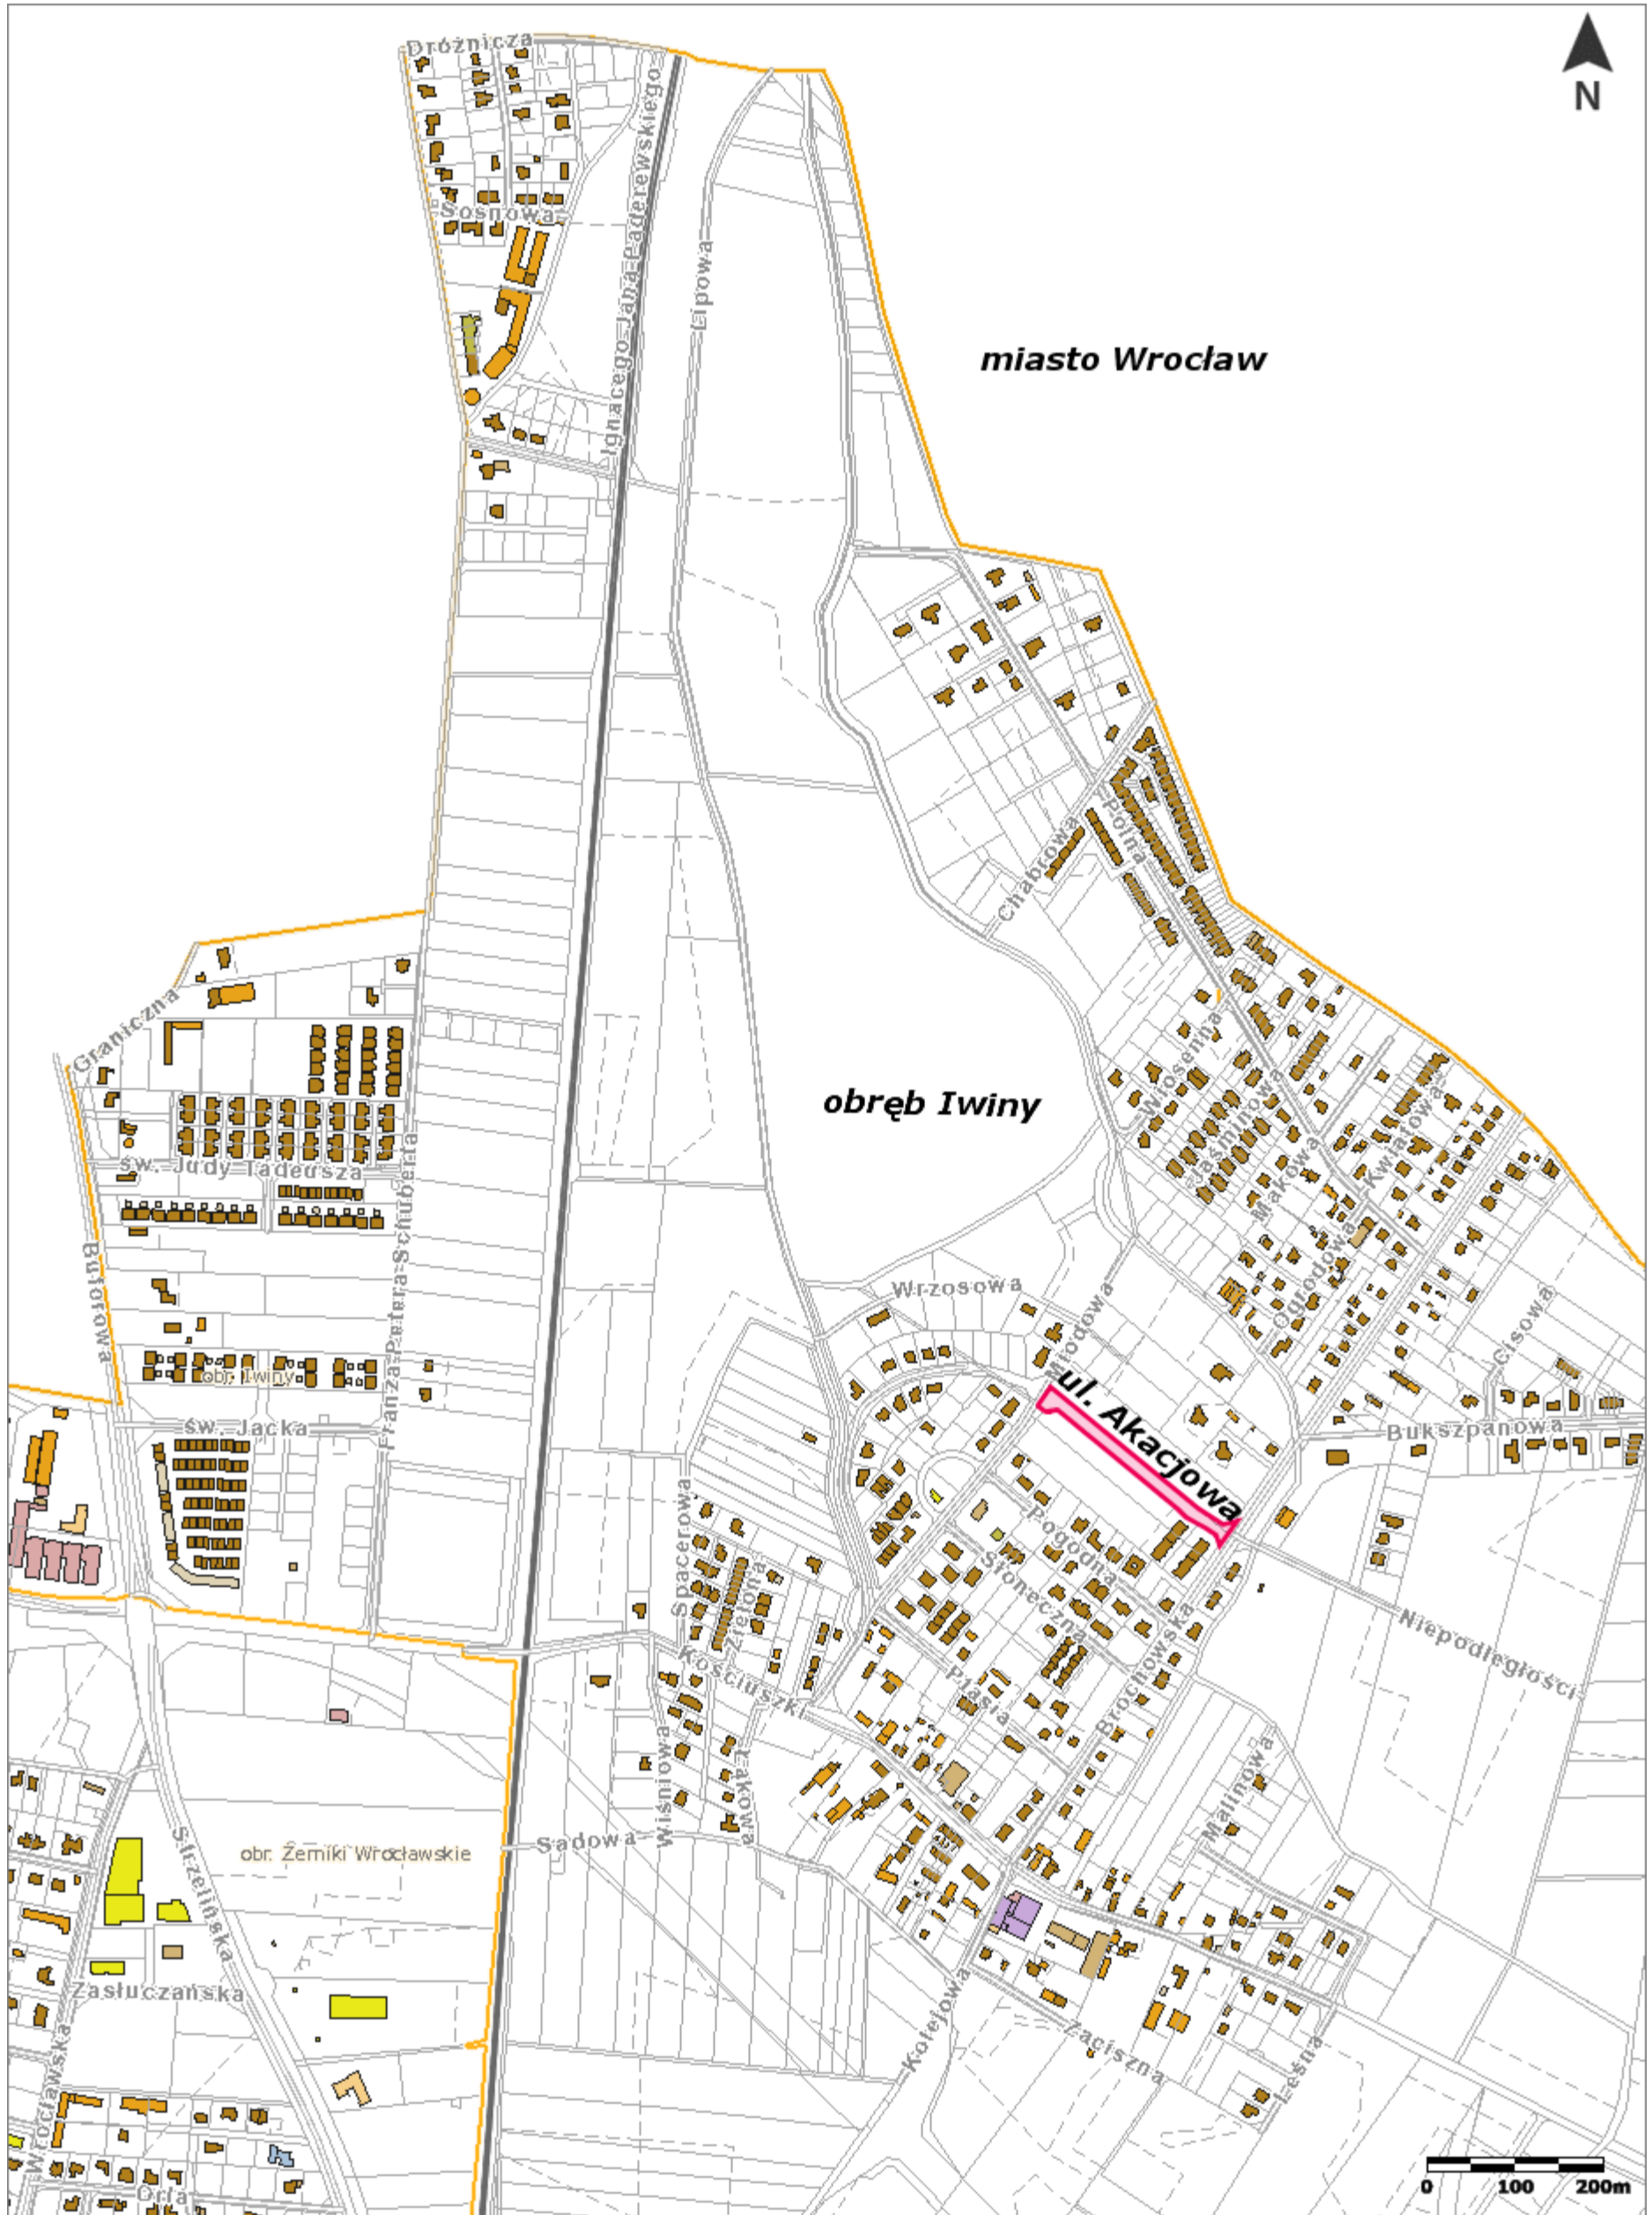 Dróżnicza
N
Ignacego Jana Paderewskiego
Sosnowa
Lipowa
miasto Wrocław
Chabrowa
Polna
Graniczna
Wiosenna
Jaśminowa
Kwiatowa
Makowa
obręb Iwiny
św. Judy Tadeusza
Franza Petera Schuberta
Ogrodowa
Buforowa
Wrzosowa
Miodowa
Cisowa
obr. Iwiny
ul. Akacjowa
św. Jacka
Bukszpanowa
Spacerowa
Pogodna
Zielona
Słoneczna
Niepodległości
Kościuszki
Ptasia
Brochowska
Wiśniowa
Łąkowa
Malinowa
Sadowa
Strzelińska
obr. Żerniki Wrocławskie
Zasłuczańska
Kolejowa
Zaciszna
Leśna
Wrocławska
Orla
0 100 200m